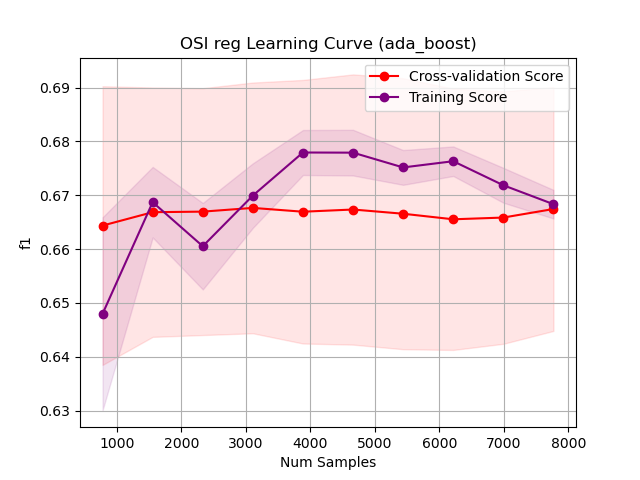 OSI reg Learning Curve (ada_boost)
Cross-validation Score
Training Score
0.69
0.68
0.67
0.66
0.65
0.64
0.63
f1
1000 2000 3000 4000 5000 6000 7000 8000
Num Samples